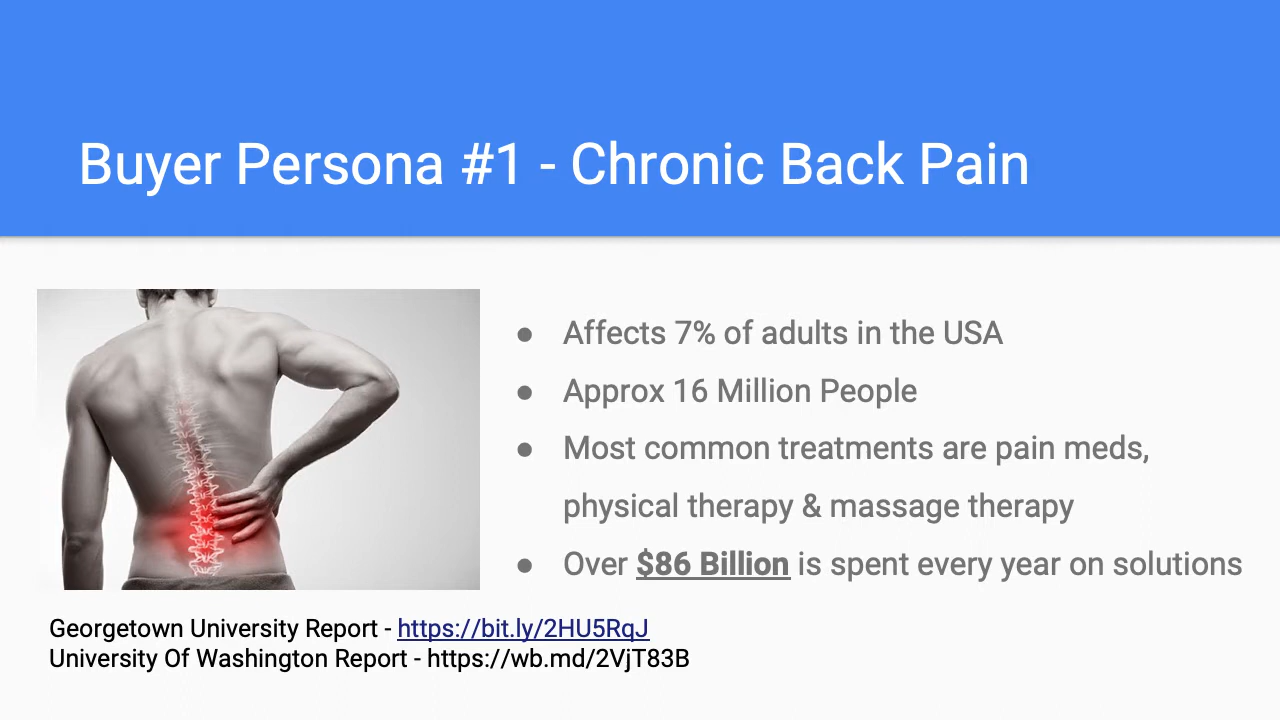 Buyer Persona #1 - Chronic Back Pain
● Affects 7% of adults in the USA
● Approx 16 Million People
● Most common treatments are pain meds,
physical therapy & massage therapy
● Over $86 Billion is spent every year on solutions
Georgetown University Report - https://bit.ly/2HU5RqJ
University Of Washington Report - https://wb.md/2VjT83B